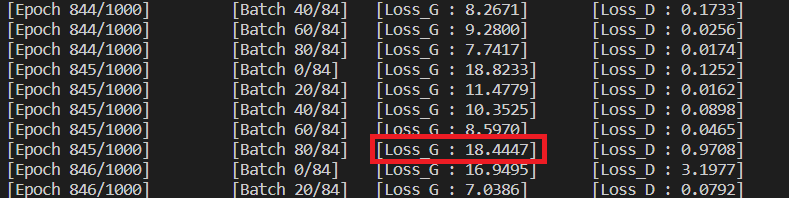 [Epoch 844/1000] [Batch 40/84] [Loss_G : 8.2671] [Loss_D : 0.1733]
[Epoch 844/1000] [Batch 60/84] [Loss_G : 9.2800] [Loss_D : 0.0256]
[Epoch 844/1000] [Batch 80/84] [Loss_G : 7.7417] [Loss_D : 0.0174]
[Epoch 845/1000] [Batch 0/84] [Loss_G : 18.8233] [Loss_D : 0.1252]
[Epoch 845/1000] [Batch 20/84] [Loss_G : 11.4779] [Loss_D : 0.0162]
[Epoch 845/1000] [Batch 40/84] [Loss_G : 10.3525] [Loss_D : 0.0898]
[Epoch 845/1000] [Batch 60/84] [Loss_G : 8.5970] [Loss_D : 0.0465]
[Epoch 845/1000] [Batch 80/84] [Loss_G : 18.4447] [Loss_D : 0.9708]
[Epoch 846/1000] [Batch 0/84] [Loss_G : 16.9495] [Loss_D : 3.1977]
[Epoch 846/1000] [Batch 20/84] [Loss_G : 7.0386] [Loss_D : 0.0792]